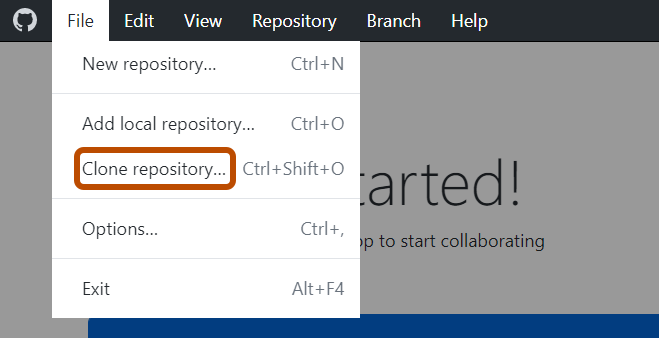 File Edit View Repository Branch Help
New repository... Ctrl+N
Add local repository... Ctrl+O
Clone repository... Ctrl+Shift+O
tarted!
Options... Ctrl+,
op to start collaborating
Exit Alt+F4